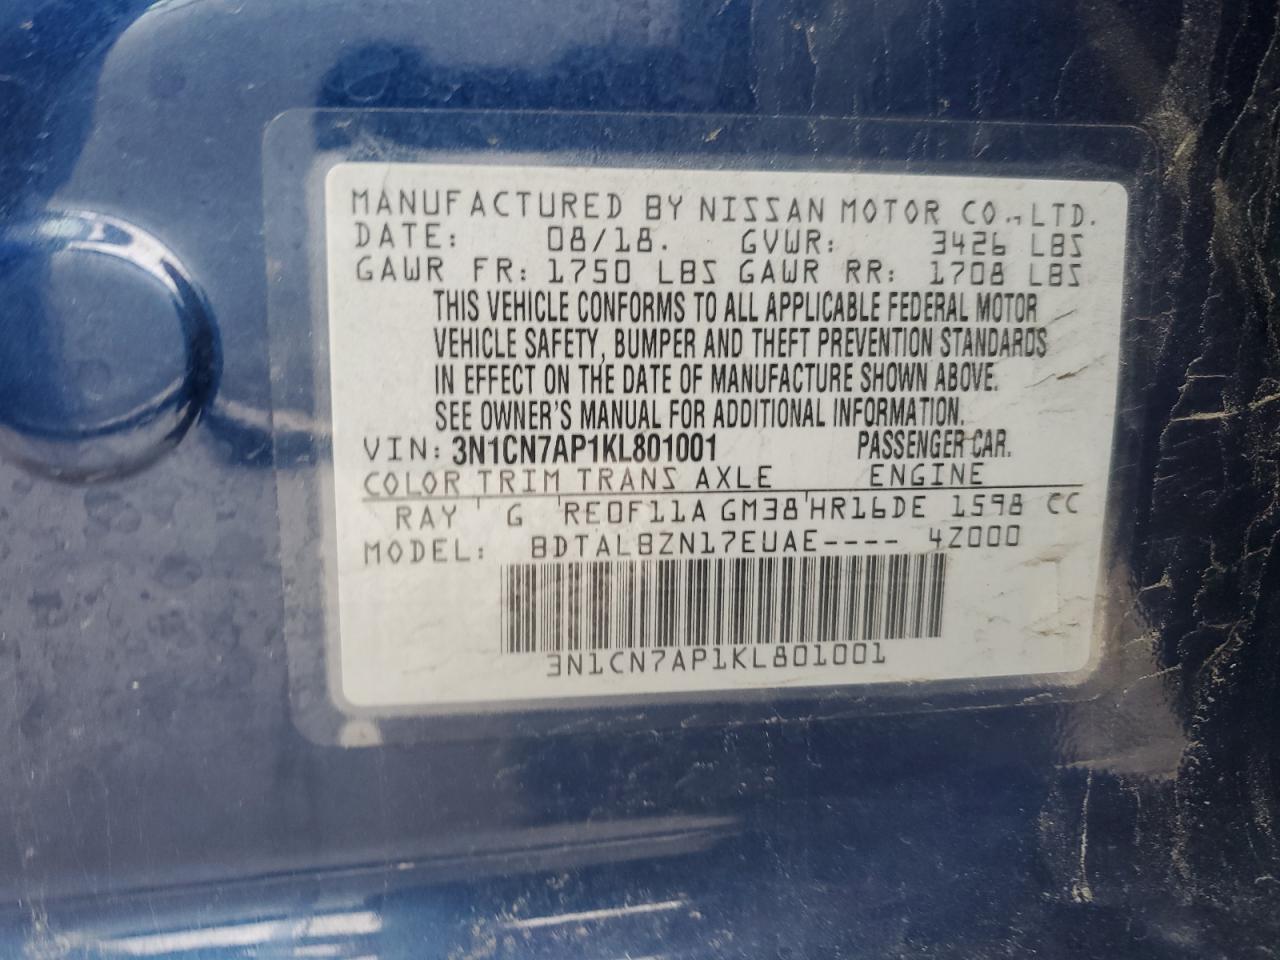 MANUFACTURED BY NISSAN MOTOR CO., LTD.
DATE: 08/18. GVWR: 3426 LBS
GAWR FR: 1750 LBS GAWR RR: 1708 LBS
THIS VEHICLE CONFORMS TO ALL APPLICABLE FEDERAL MOTOR
VEHICLE SAFETY, BUMPER AND THEFT PREVENTION STANDARDS
IN EFFECT ON THE DATE OF MANUFACTURE SHOWN ABOVE.
SEE OWNER'S MANUAL FOR ADDITIONAL INFORMATION.
VIN: 3N1CN7AP1KL801001 PASSENGER CAR.
COLOR TRIM TRANS AXLE ENGINE
RAY G RE0F11A GM38 HR16DE 1598 CC
MODEL: BDTALBZN17EUAE---- 4Z000
3N1CN7AP1KL801001